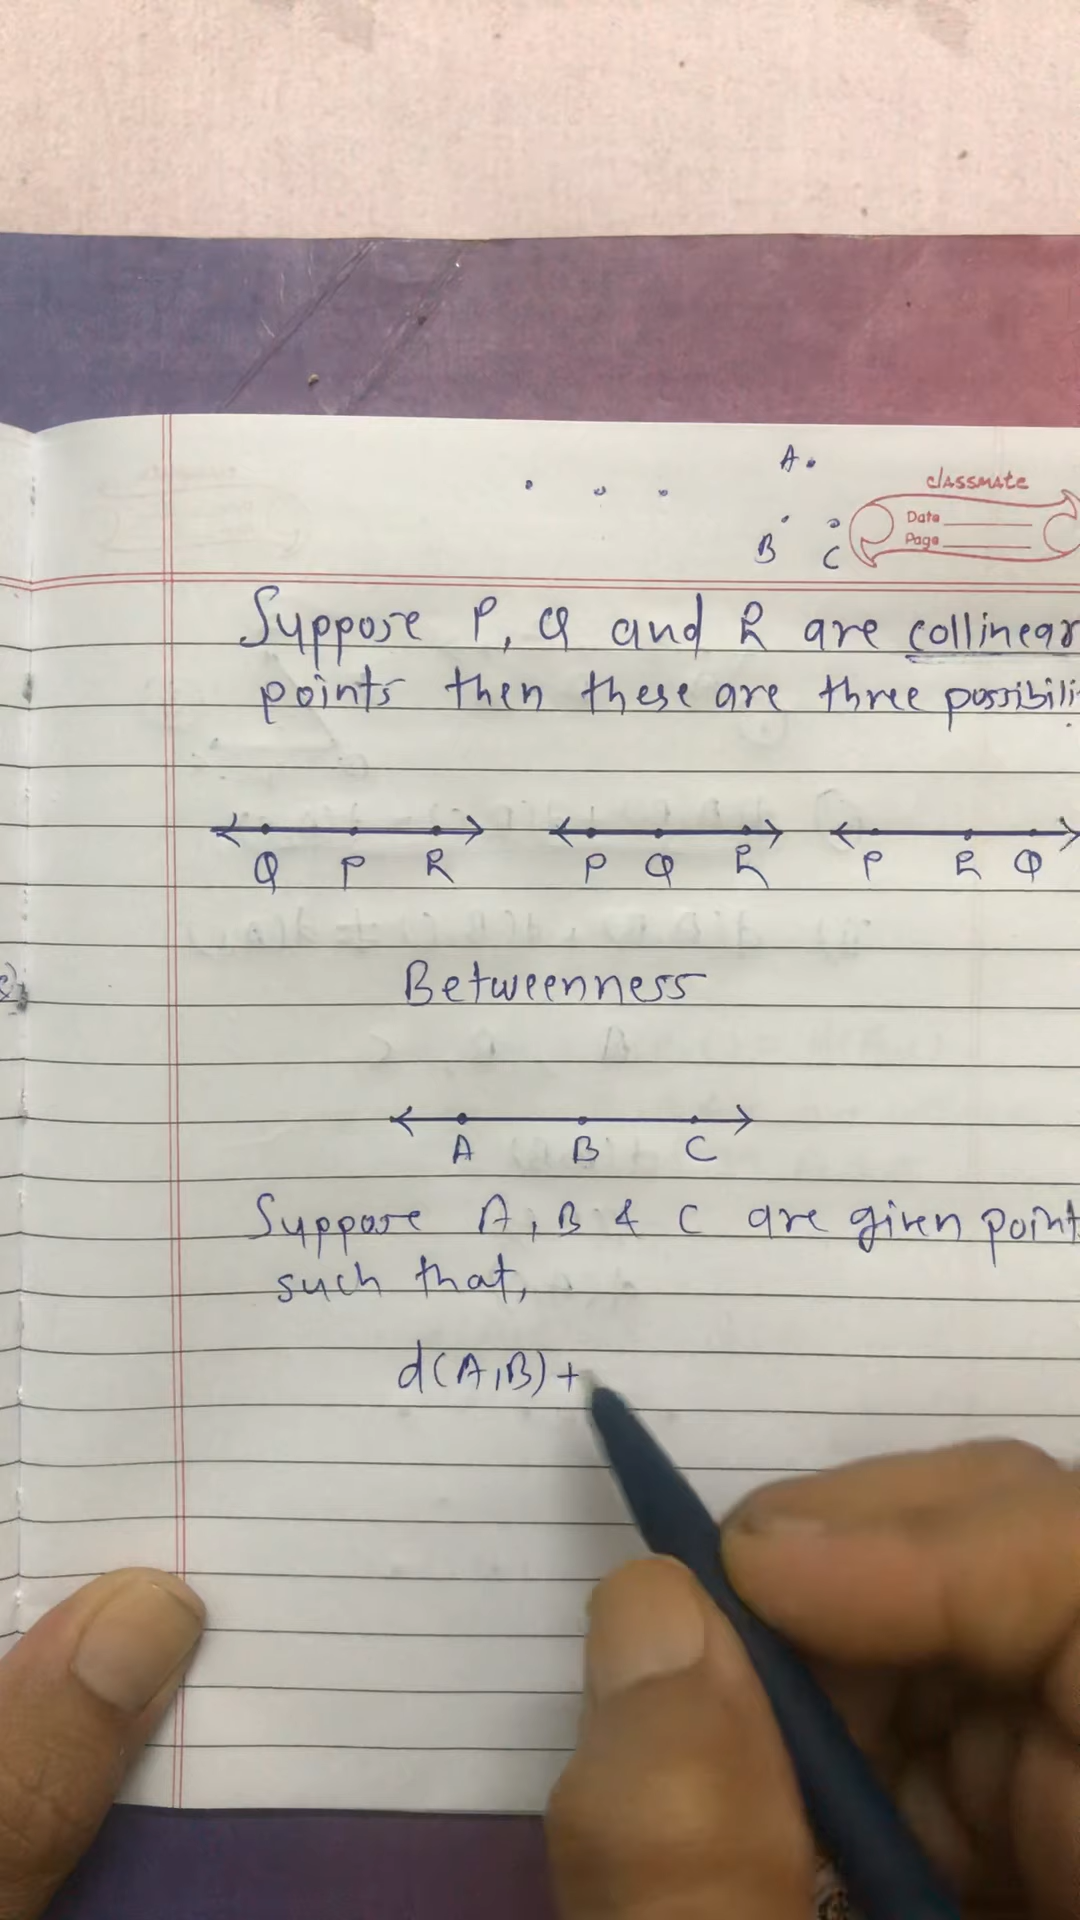 A
classmate
Date
Page
B C
Suppose P, Q and R are collinear
points then these are three possibili
Q P R P Q R P R Q
Betweenness
A B C
Suppose A, B & C are given point
such that,
d(A,B) +